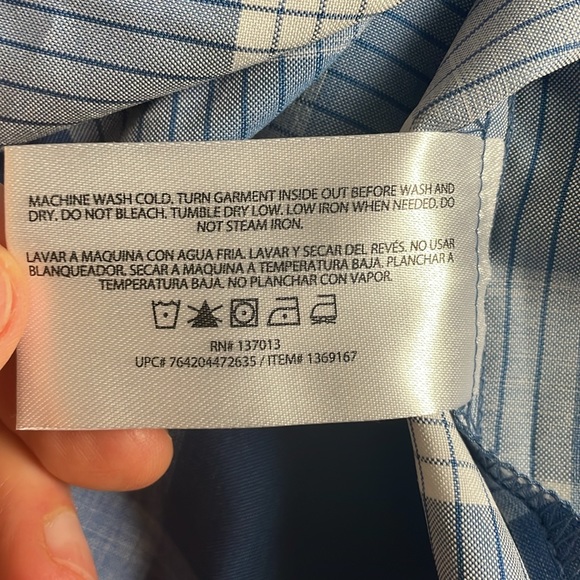 MACHINE WASH COLD. TURN GARMENT INSIDE OUT BEFORE WASH AND
DRY. DO NOT BLEACH. TUMBLE DRY LOW. LOW IRON WHEN NEEDED. DO
NOT STEAM IRON.
LAVAR A MAQUINA CON AGUA FRIA. LAVAR Y SECAR DEL REVÉS. NO USAR
BLANQUEADOR. SECAR A MÁQUINA A TEMPERATURA BAJA. PLANCHAR A
TEMPERATURA BAJA. NO PLANCHAR CON VAPOR.
RN# 137013
UPC# 764204472635 / ITEM# 1369167